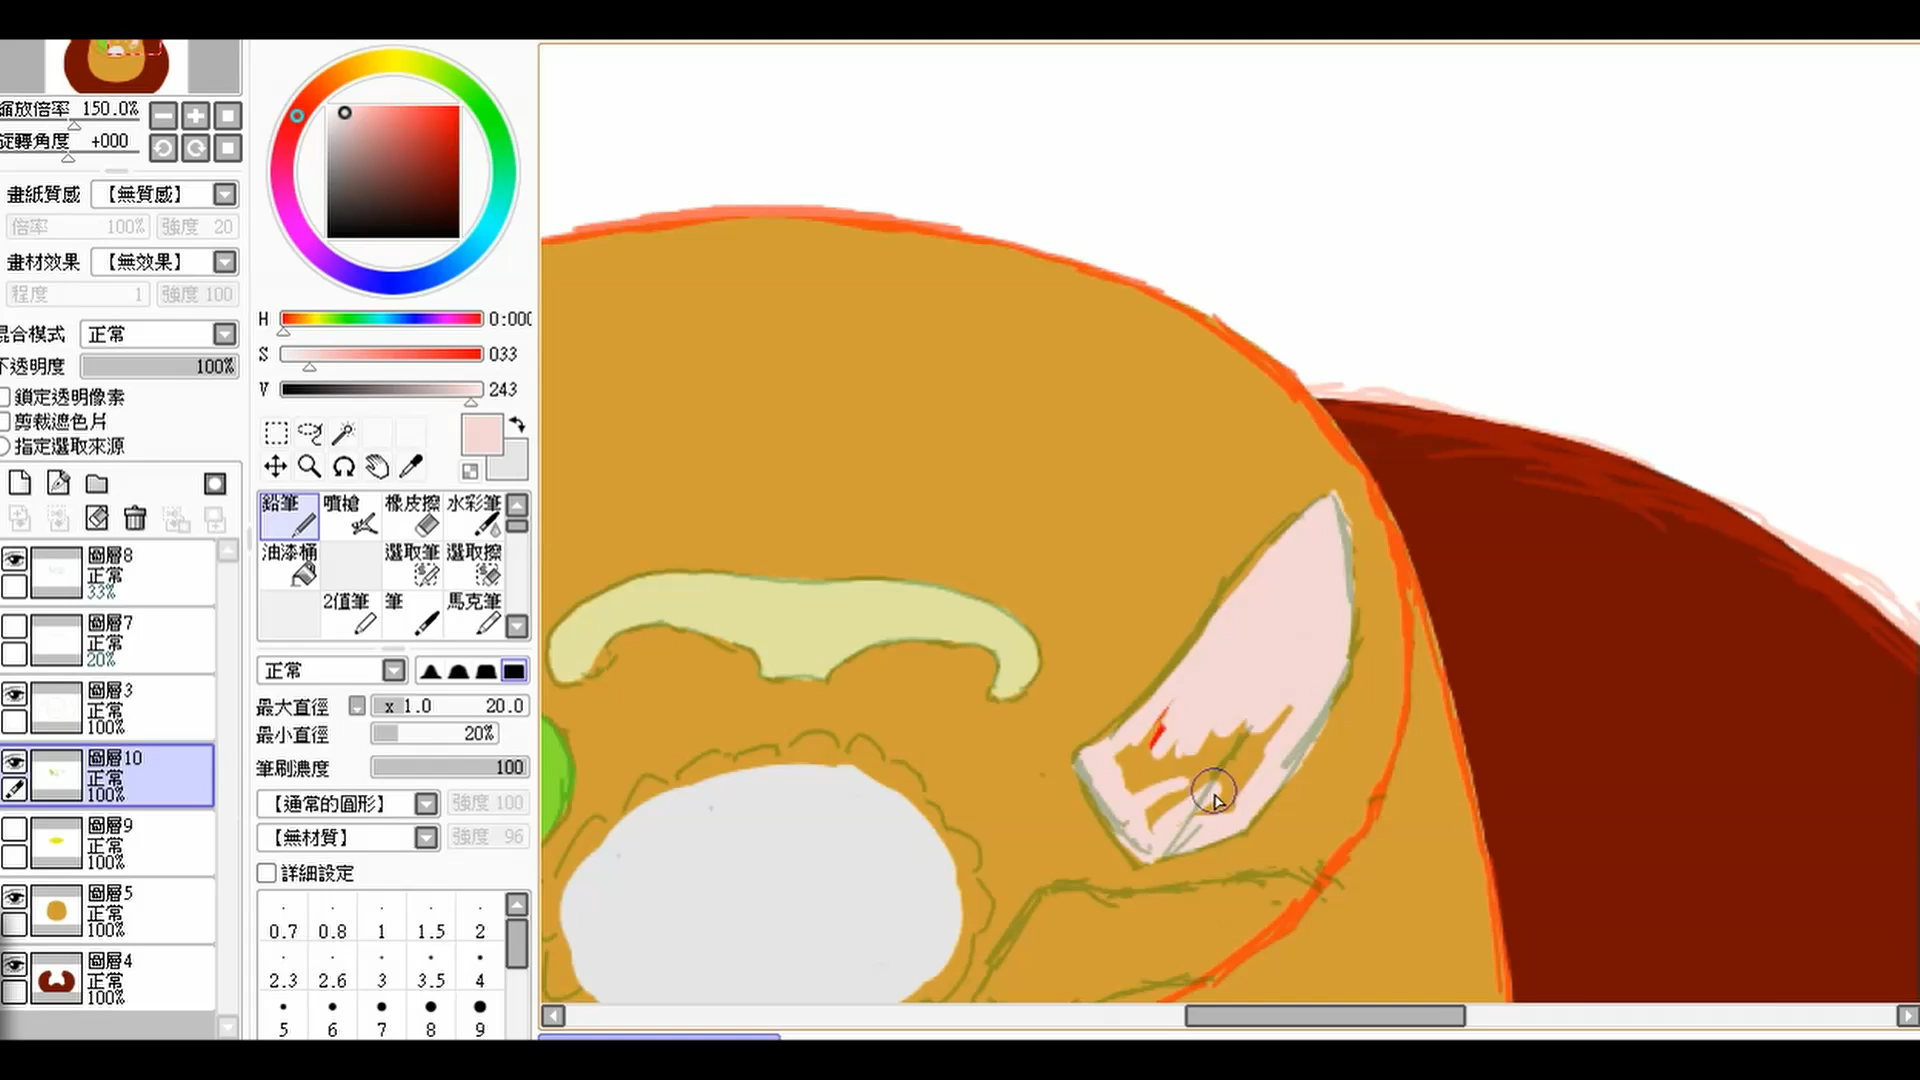 縮放倍率 150.0%
旋轉角度 +000
畫紙質感 【無質感】
倍率 100% 強度 20
畫材效果 【無效果】
程度 1 強度 100
混合模式 正常
不透明度 100%
鎖定透明像素
剪裁遮色片
指定選取來源
圖層8
正常
33%
圖層7
正常
20%
圖層3
正常
100%
圖層10
正常
100%
圖層9
正常
100%
圖層5
正常
100%
圖層4
正常
100%
H 0:000
S 033
V 243
鉛筆 噴槍 橡皮擦 水彩筆
油漆桶 選取筆 選取擦
2值筆 筆 馬克筆
正常
最大直徑 x 1.0 20.0
最小直徑 20%
筆刷濃度 100
【通常的圓形】 強度 100
【無材質】 強度 96
詳細設定
0.7 0.8 1 1.5 2
2.3 2.6 3 3.5 4
5 6 7 8 9